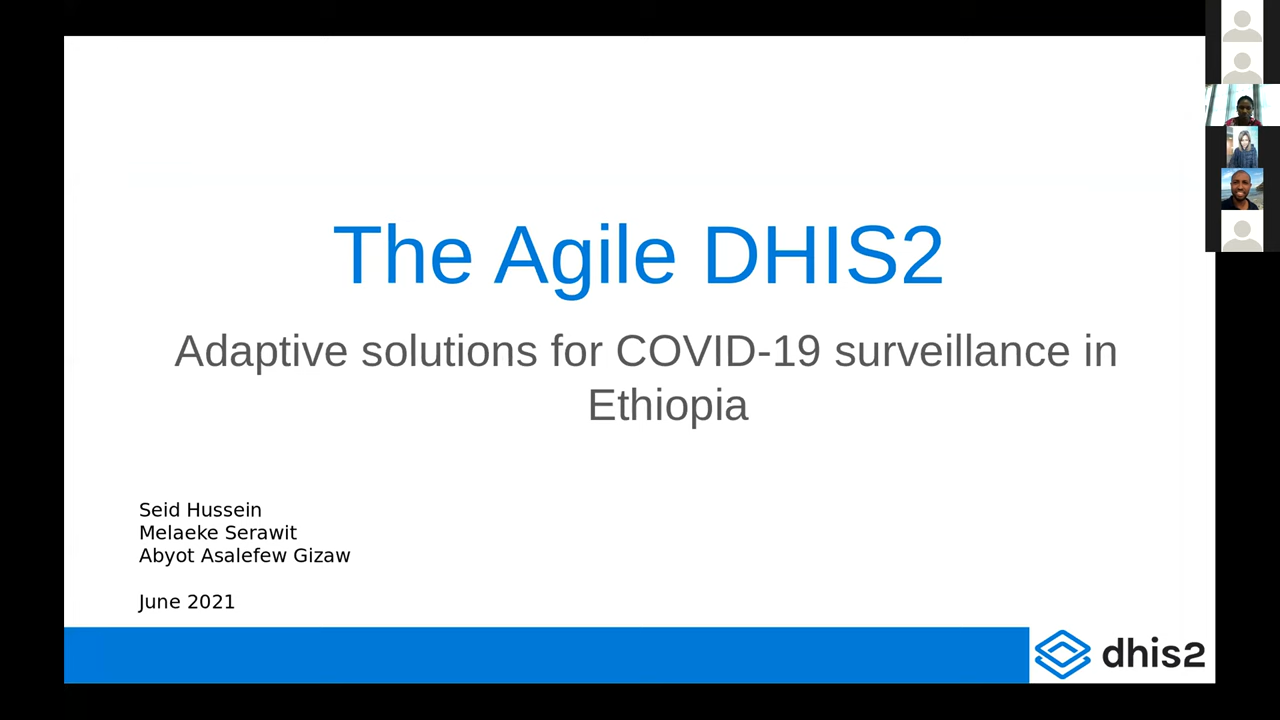 The Agile DHIS2
Adaptive solutions for COVID-19 surveillance in
Ethiopia
Seid Hussein
Melaeke Serawit
Abyot Asalefew Gizaw
June 2021
dhis2